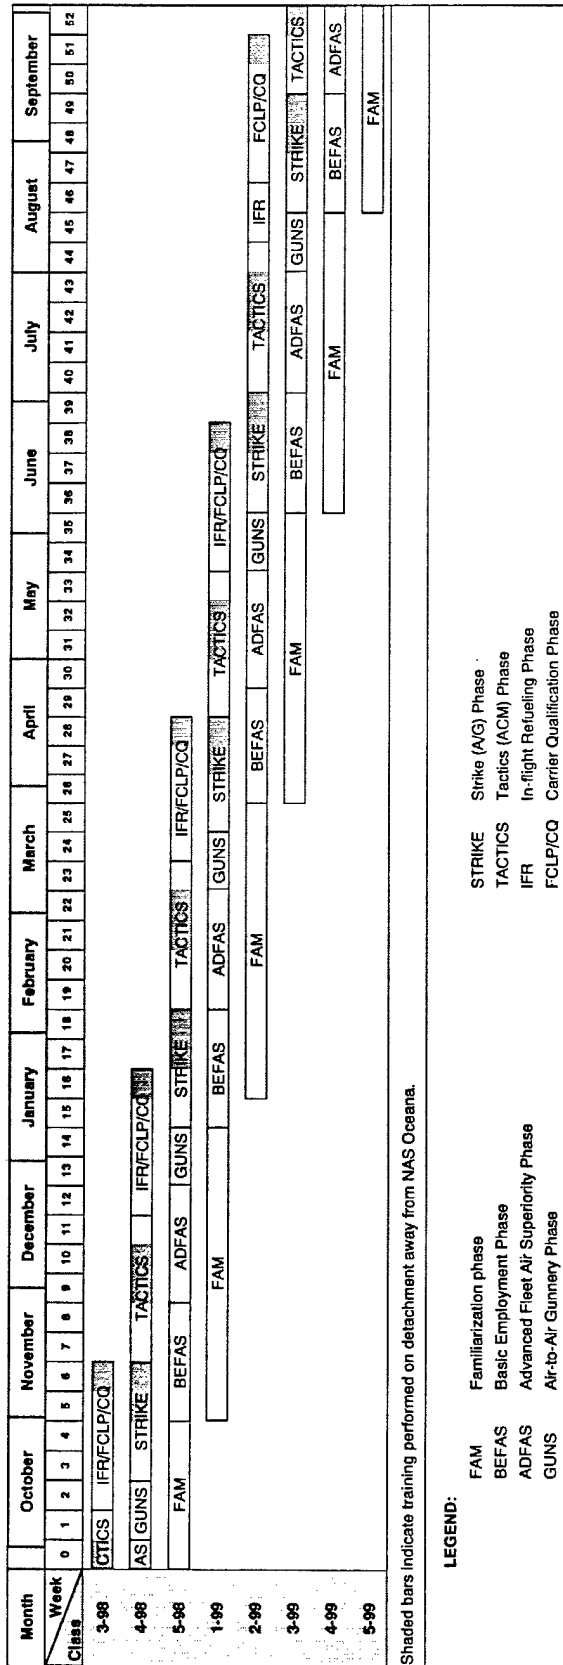 Month October November December January February March April May June July August September
Week 0 1 2 3 4 5 6 7 8 9 10 11 12 13 14 15 16 17 18 19 20 21 22 23 24 25 26 27 28 29 30 31 32 33 34 35 36 37 38 39 40 41 42 43 44 45 46 47 48 49 50 51 52
Class
3-98 CTICS IFR/FCLP/CQ
4-98 AS GUNS STRIKE TACTICS IFR/FCLP/CQ
5-98 FAM BEFAS ADFAS GUNS STRIKE TACTICS IFR/FCLP/CQ
1-99 FAM BEFAS ADFAS GUNS STRIKE TACTICS IFR/FCLP/CQ
2-99 FAM BEFAS ADFAS GUNS STRIKE TACTICS IFR FCLP/CQ
3-99 FAM BEFAS ADFAS GUNS STRIKE TACTICS
4-99 FAM BEFAS ADFAS
5-99 FAM
Shaded bars indicate training performed on detachment away from NAS Oceana.
LEGEND:
FAM Familiarization phase
BEFAS Basic Employment Phase
ADFAS Advanced Fleet Air Superiority Phase
GUNS Air-to-Air Gunnery Phase
STRIKE Strike (A/G) Phase
TACTICS Tactics (ACM) Phase
IFR In-flight Refueling Phase
FCLP/CQ Carrier Qualification Phase